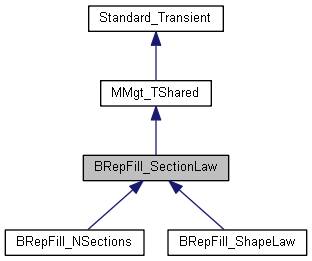 Standard_Transient
MMgt_TShared
BRepFill_SectionLaw
BRepFill_NSections
BRepFill_ShapeLaw